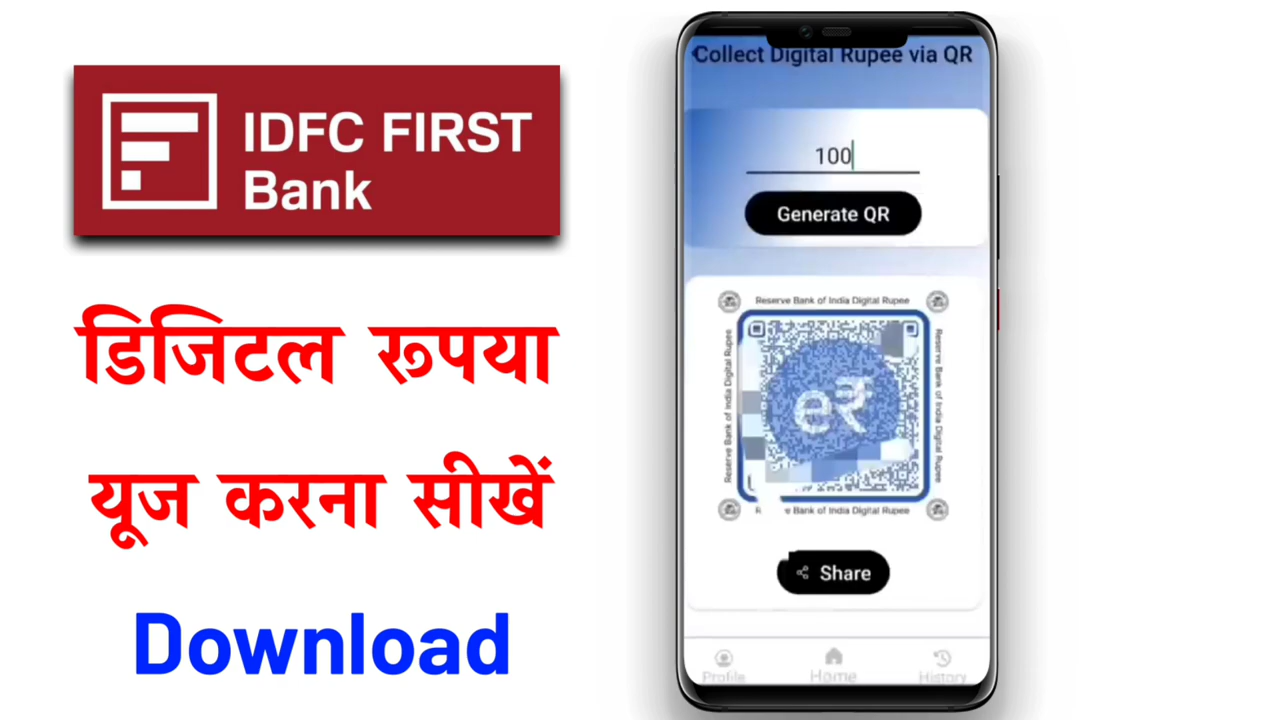 IDFC FIRST
Bank
डिजिटल रूपया
यूज करना सीखें
Download
Collect Digital Rupee via QR
100
Generate QR
Reserve Bank of India Digital Rupee
Reserve Bank of India Digital Rupee
Reserve Bank of India Digital Rupee
eर
Bank of India Digital Rupee
Share
Profile
Home
History